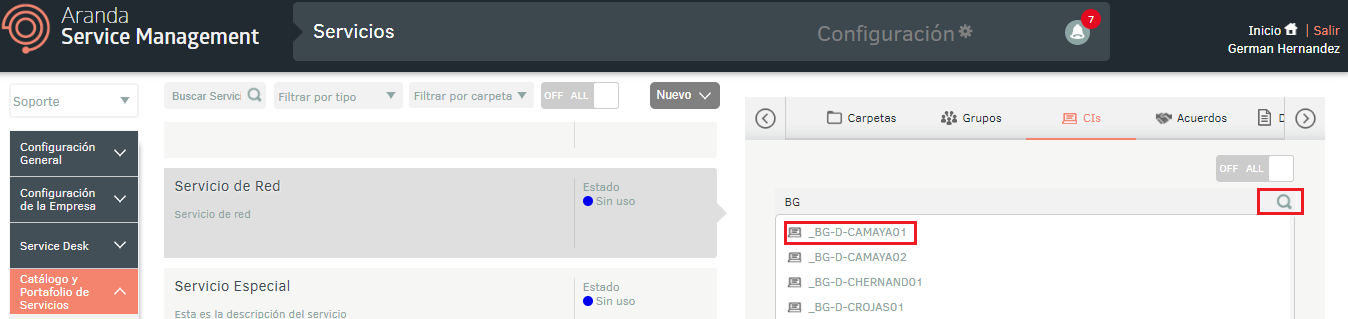 Aranda
Service Management
Servicios
Configuración
7
Inicio | Salir
German Hernandez
Soporte
Configuración
General
Configuración
de la Empresa
Service Desk
Catálogo y
Portafolio de
Servicios
Buscar Servici
Filtrar por tipo
Filtrar por carpeta
OFF ALL
Nuevo
Servicio de Red
Servicio de red
Estado
Sin uso
Servicio Especial
Esta es la descripción del servicio
Estado
Sin uso
Carpetas
Grupos
CIs
Acuerdos
D
OFF ALL
BG
_BG-D-CAMAYA01
_BG-D-CAMAYA02
_BG-D-CHERNAND01
_BG-D-CROJAS01